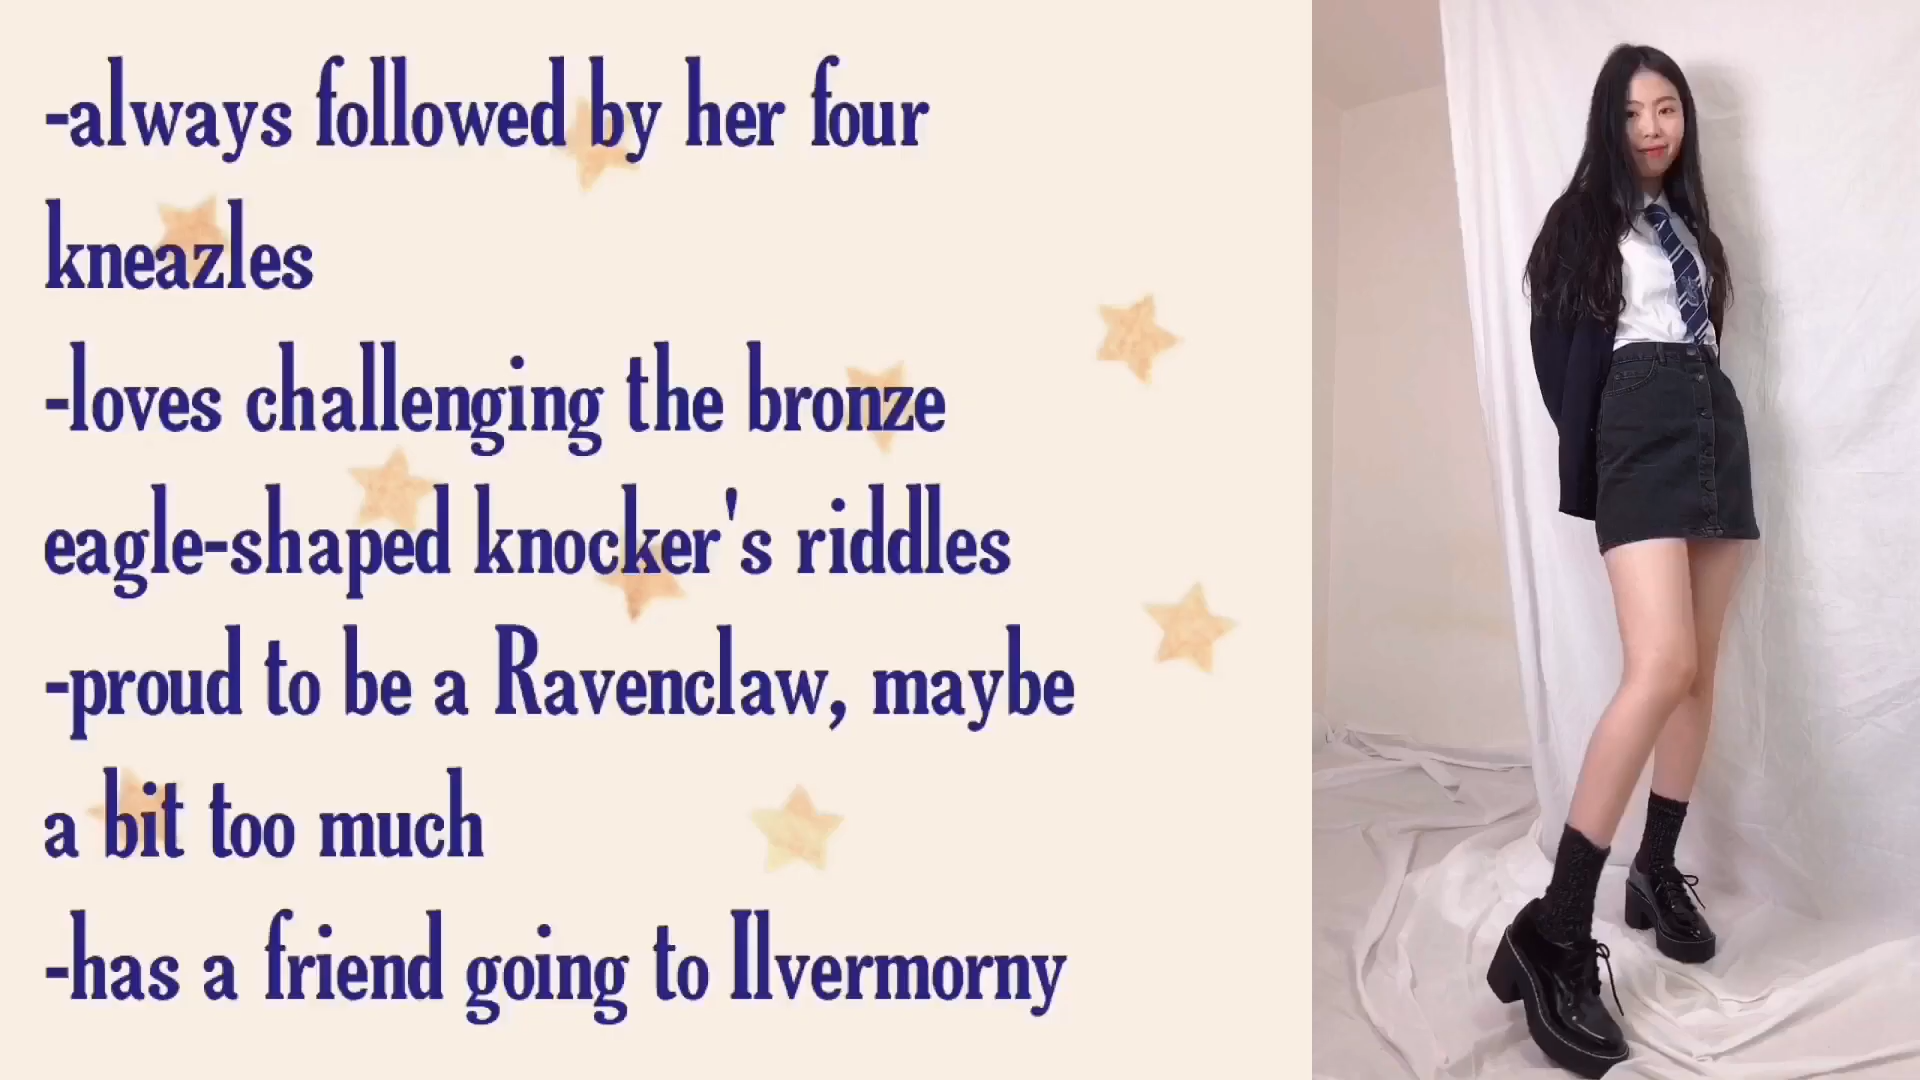 -always followed by her four
kneazles
-loves challenging the bronze
eagle-shaped knocker's riddles
-proud to be a Ravenclaw, maybe
a bit too much
-has a friend going to Ilvermorny